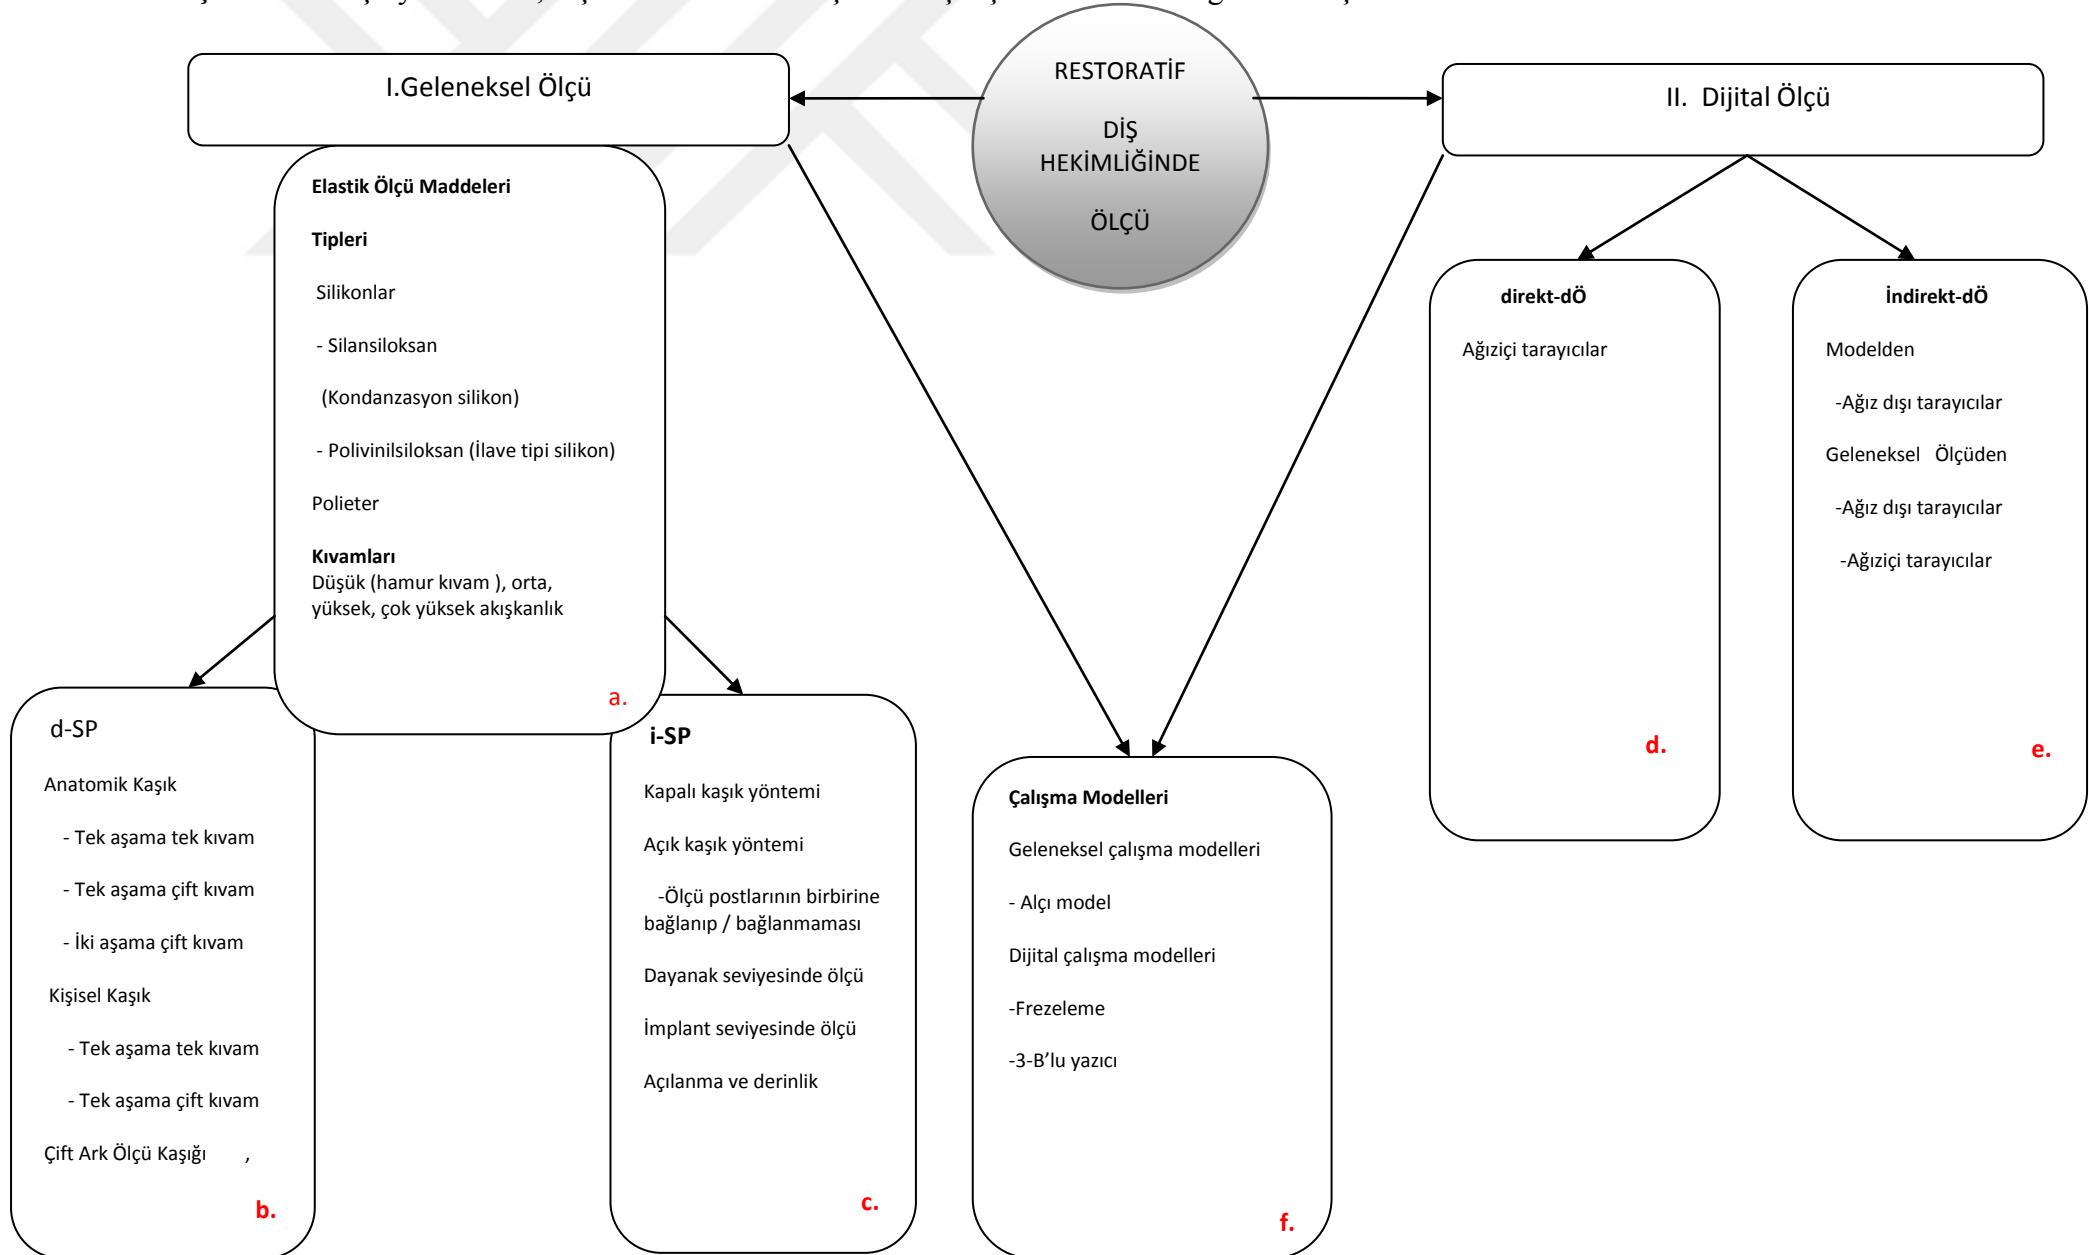 RESTORATİF
DİŞ
HEKİMLİĞİNDE
ÖLÇÜ
I.Geleneksel Ölçü
Elastik Ölçü Maddeleri
Tipleri
Silikonlar
- Silansiloksan
(Kondanzasyon silikon)
- Polivinilsiloksan (İlave tipi silikon)
Polieter
Kıvamları
Düşük (hamur kıvam ), orta,
yüksek, çok yüksek akışkanlık
a.
d-SP
Anatomik Kaşık
- Tek aşama tek kıvam
- Tek aşama çift kıvam
- İki aşama çift kıvam
Kişisel Kaşık
- Tek aşama tek kıvam
- Tek aşama çift kıvam
Çift Ark Ölçü Kaşığı ,
b.
i-SP
Kapalı kaşık yöntemi
Açık kaşık yöntemi
-Ölçü postlarının birbirine
bağlanıp / bağlanmaması
Dayanak seviyesinde ölçü
İmplant seviyesinde ölçü
Açılanma ve derinlik
c.
II. Dijital Ölçü
direkt-dÖ
Ağıziçi tarayıcılar
d.
İndirekt-dÖ
Modelden
-Ağız dışı tarayıcılar
Geleneksel Ölçüden
-Ağız dışı tarayıcılar
-Ağıziçi tarayıcılar
e.
Çalışma Modelleri
Geleneksel çalışma modelleri
- Alçı model
Dijital çalışma modelleri
-Frezeleme
-3-B’lu yazıcı
f.